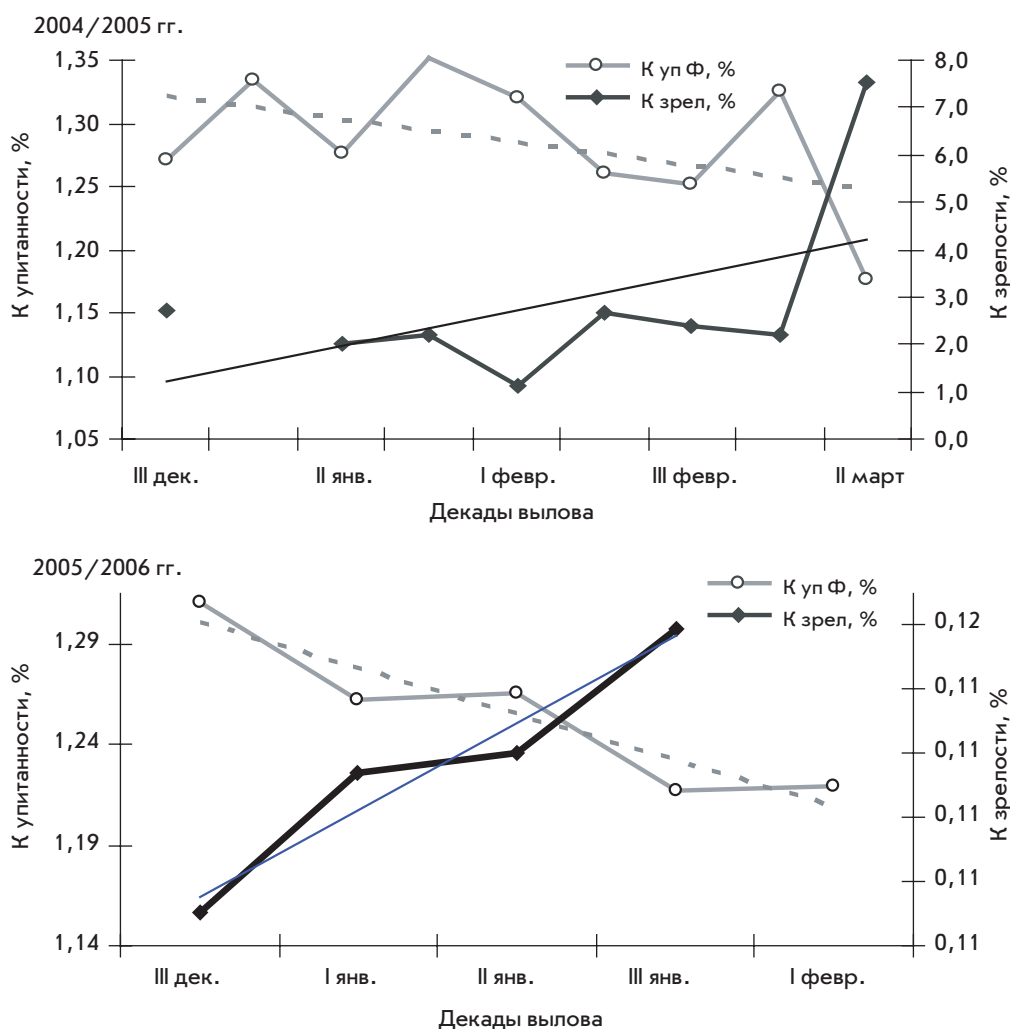 2004/2005 гг.
К уп Ф, %
К зрел, %
К упитанности, %
1,35
1,30
1,25
1,20
1,15
1,10
1,05
8,0
7,0
6,0
5,0
4,0
3,0
2,0
1,0
0,0
К зрелости, %
III дек.
II янв.
I февр.
III февр.
II март
Декады вылова
2005/2006 гг.
К уп Ф, %
К зрел, %
К упитанности, %
1,29
1,24
1,19
1,14
0,12
0,11
0,11
0,11
0,11
0,11
К зрелости, %
III дек.
I янв.
II янв.
III янв.
I февр.
Декады вылова